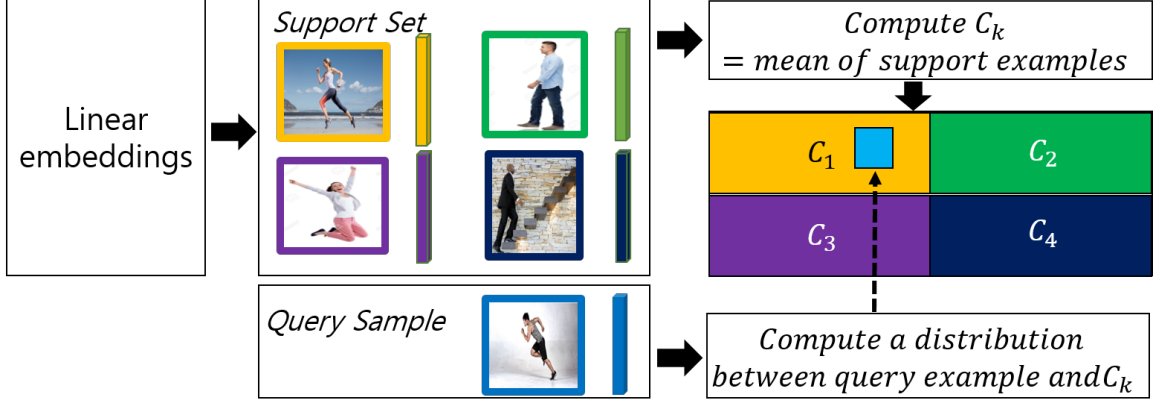 Linear
embeddings
Support Set
Query Sample
Compute C_k
= mean of support examples
C_1
C_2
C_3
C_4
Compute a distribution
between query example andC_k